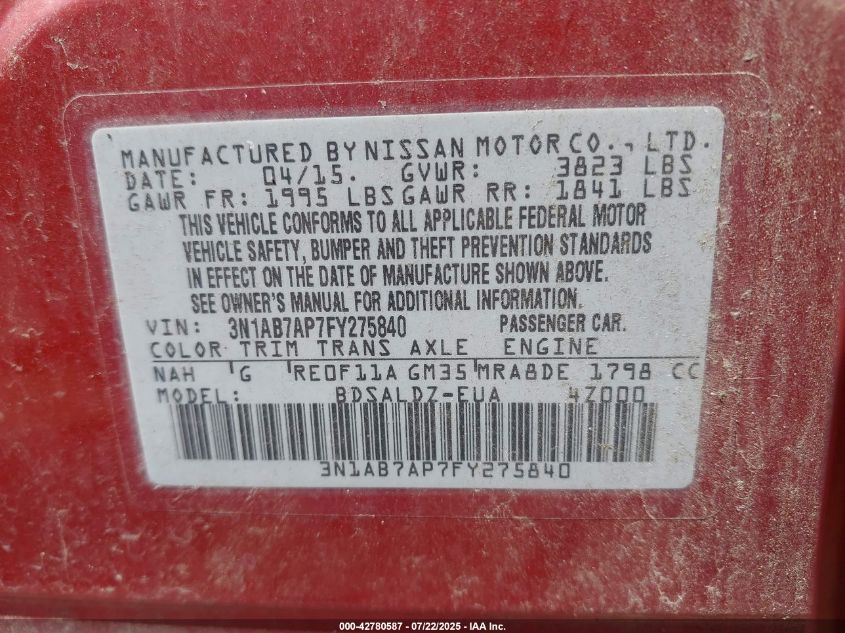 MANUFACTURED BY NISSAN MOTOR CO., LTD.
DATE: 04/15. GVWR: 3823 LBS
GAWR FR: 1995 LBS GAWR RR: 1841 LBS
THIS VEHICLE CONFORMS TO ALL APPLICABLE FEDERAL MOTOR
VEHICLE SAFETY, BUMPER AND THEFT PREVENTION STANDARDS
IN EFFECT ON THE DATE OF MANUFACTURE SHOWN ABOVE.
SEE OWNER'S MANUAL FOR ADDITIONAL INFORMATION.
VIN: 3N1AB7AP7FY275840 PASSENGER CAR.
COLOR TRIM TRANS AXLE ENGINE
NAH G RE0F11A GM35 MRA8DE 1798 CC
MODEL: BDSALDZ-EUA 4Z000
3N1AB7AP7FY275840
000-42780587 - 07/22/2025 - IAA Inc.